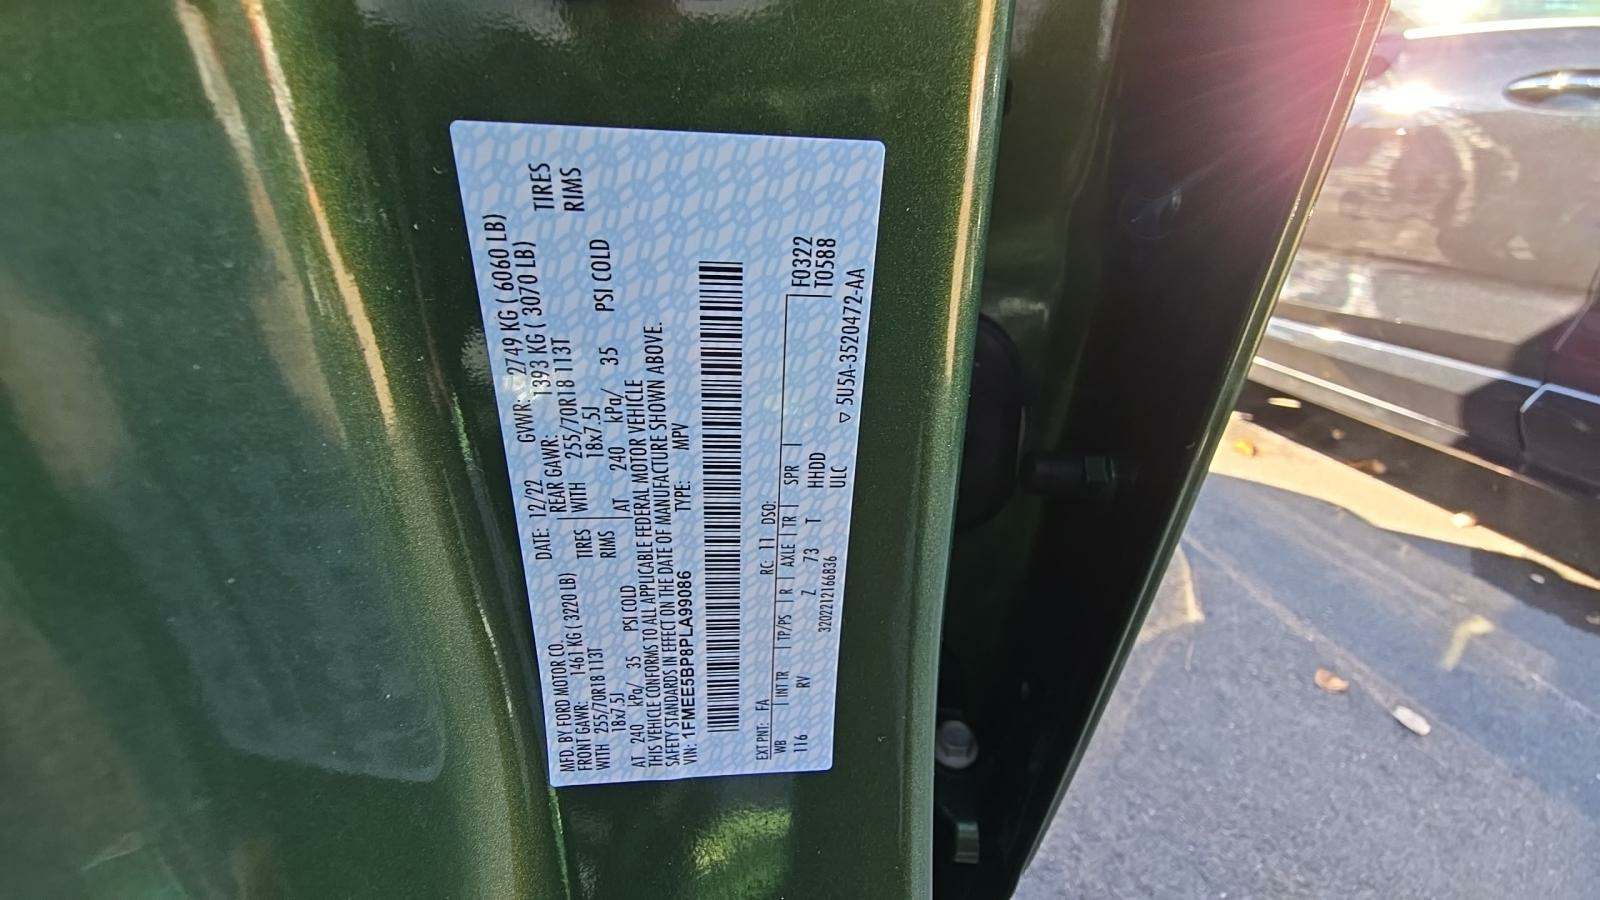 MFD. BY FORD MOTOR CO.
DATE: 12/22 GVWR: 2749 KG ( 6060 LB)
FRONT GAWR: 1461 KG ( 3220 LB) REAR GAWR: 1393 KG ( 3070 LB)
WITH 255/70R18 113T TIRES WITH 255/70R18 113T TIRES
18x7.5J RIMS 18x7.5J RIMS
AT 240 kPa/ 35 PSI COLD AT 240 kPa/ 35 PSI COLD
THIS VEHICLE CONFORMS TO ALL APPLICABLE FEDERAL MOTOR VEHICLE
SAFETY STANDARDS IN EFFECT ON THE DATE OF MANUFACTURE SHOWN ABOVE.
VIN: 1FMEE5BP8PLA99086 TYPE: MPV
EXT PNT: FA RC: 11 DSO:
WB INT TR TP/PS R AXLE TR SPR F0322
116 RV Z 73 T HHDD T0588
3202212166836 ULC
▽ 5U5A-3520472-AA